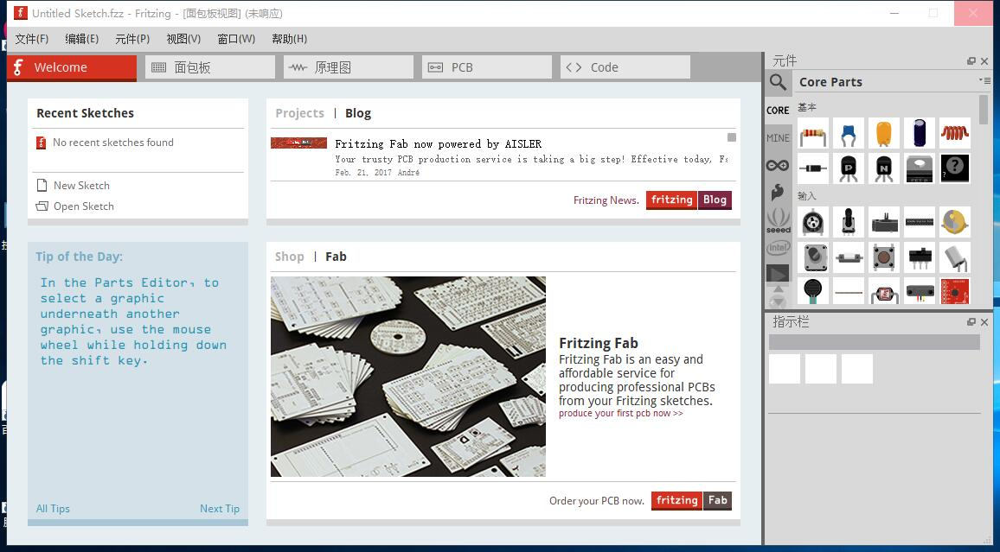 Untitled Sketch.fzz - Fritzing - [面包板视图] (未响应)
文件(F) 编辑(E) 元件(P) 视图(V) 窗口(W) 帮助(H)
Welcome
面包板
原理图
PCB
Code
Recent Sketches
No recent sketches found
New Sketch
Open Sketch
Projects | Blog
Fritzing Fab now powered by AISLER
Your trusty PCB production service is taking a big step! Effective today, Fa
Feb. 21, 2017 André
Fritzing News.
fritzing Blog
Tip of the Day:
In the Parts Editor, to
select a graphic
underneath another
graphic, use the mouse
wheel while holding down
the shift key.
All Tips
Next Tip
Shop | Fab
Fritzing Fab
Fritzing Fab is an easy and
affordable service for
producing professional PCBs
from your Fritzing sketches.
produce your first pcb now >>
Order your PCB now.
fritzing Fab
元件
Core Parts
CORE
MINE
seeed
intel
基本
P
N
FET P
?
输入
指示栏